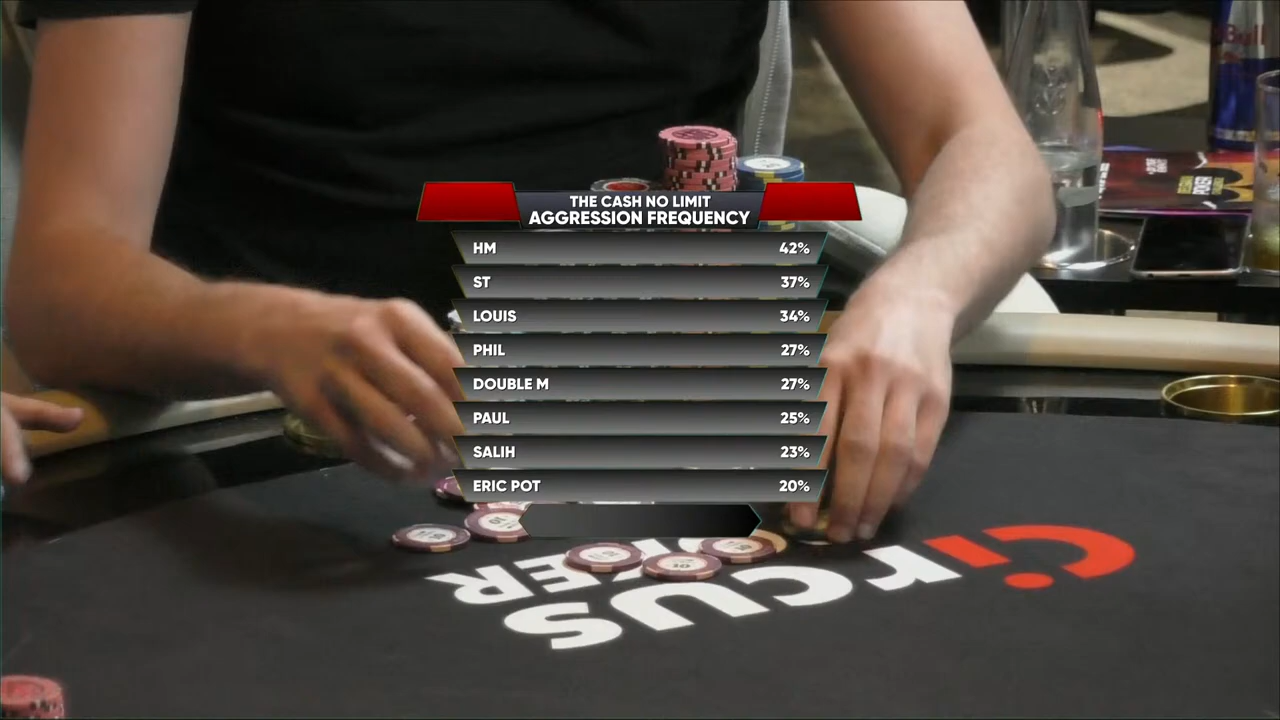 THE CASH NO LIMIT
AGGRESSION FREQUENCY
HM 42%
ST 37%
LOUIS 34%
PHIL 27%
DOUBLE M 27%
PAUL 25%
SALIH 23%
ERIC POT 20%
circus